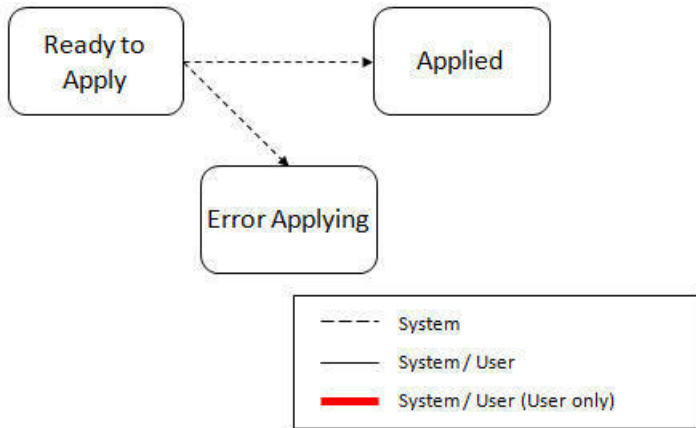 Ready to
Apply
Applied
Error Applying
System
System / User
System / User (User only)